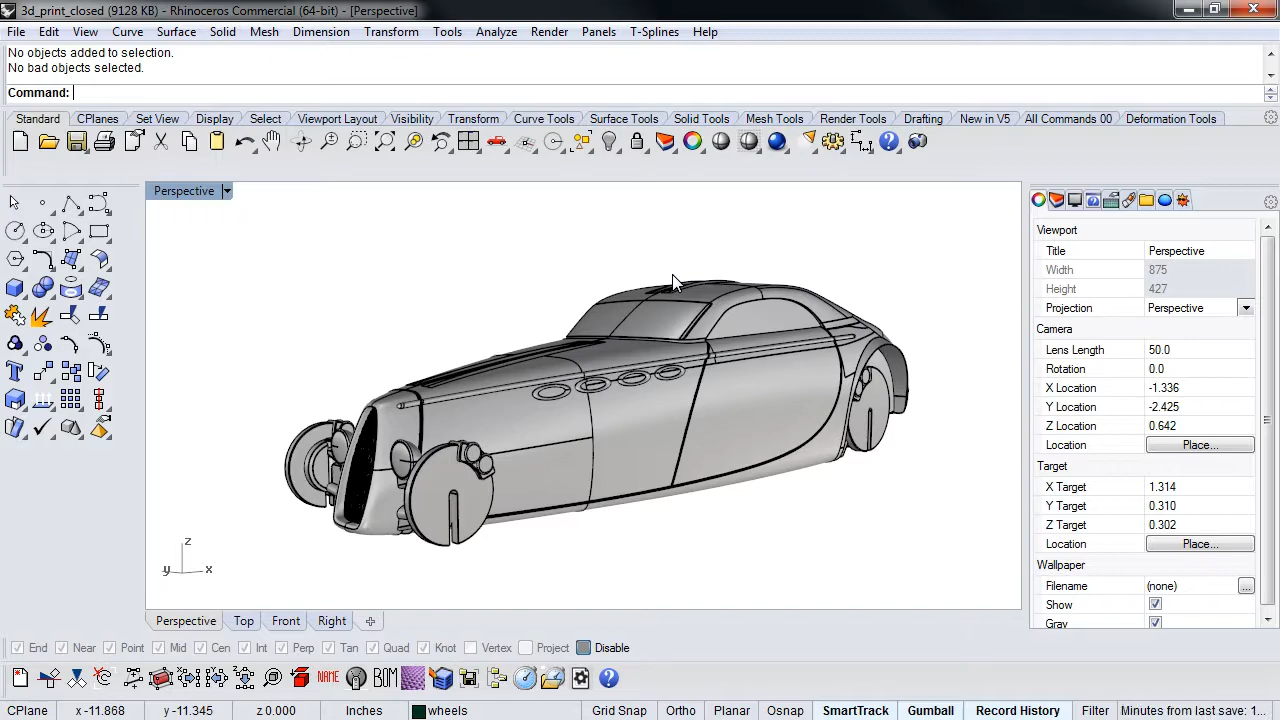 3d_print_closed (9128 KB) - Rhinoceros Commercial (64-bit) - [Perspective]
File Edit View Curve Surface Solid Mesh Dimension Transform Tools Analyze Render Panels T-Splines Help
No objects added to selection.
No bad objects selected.
Command:
Standard CPlanes Set View Display Select Viewport Layout Visibility Transform Curve Tools Surface Tools Solid Tools Mesh Tools Render Tools Drafting New in V5 All Commands 00 Deformation Tools
Perspective
Viewport
Title Perspective
Width 875
Height 427
Projection Perspective
Camera
Lens Length 50.0
Rotation 0.0
X Location -1.336
Y Location -2.425
Z Location 0.642
Location Place...
Target
X Target 1.314
Y Target 0.310
Z Target 0.302
Location Place...
Wallpaper
Filename (none) ...
Show
Gray
z
y x
Perspective Top Front Right
End Near Point Mid Cen Int Perp Tan Quad Knot Vertex Project Disable
NAME BOM
CPlane x -11.868 y -11.345 z 0.000 Inches wheels Grid Snap Ortho Planar Osnap SmartTrack Gumball Record History Filter Minutes from last save: 1...